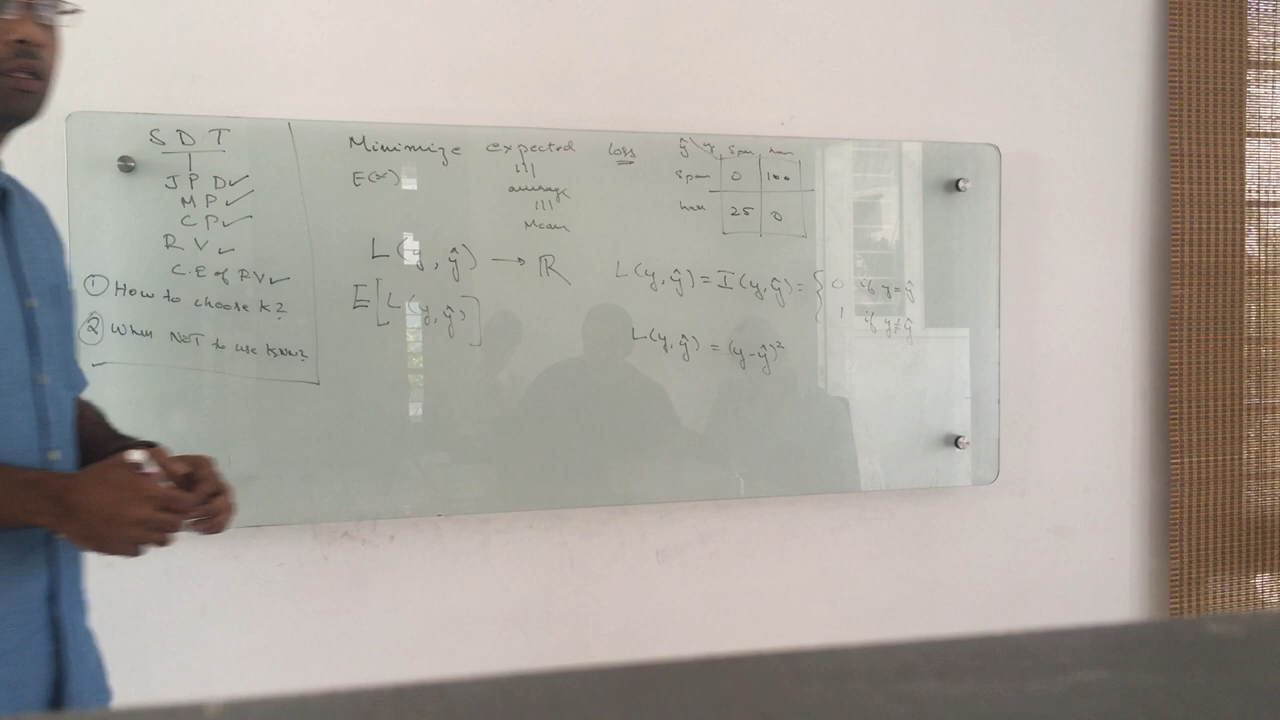 S D T
J P D ✓
M P ✓
C P ✓
R V ✓
C.E of RV ✓
① How to choose K?
② When NOT to use KNN?
Minimize expected loss
E(x)
|||
average
|||
Mean
L(y, ŷ) → ℝ
E[L(y, ŷ)]
ŷ \ y spam ham
spam 0 100
ham 25 0
L(y, ŷ) = I(y, ŷ) = { 0 if y = ŷ
1 if y ≠ ŷ
L(y, ŷ) = (y - ŷ)²